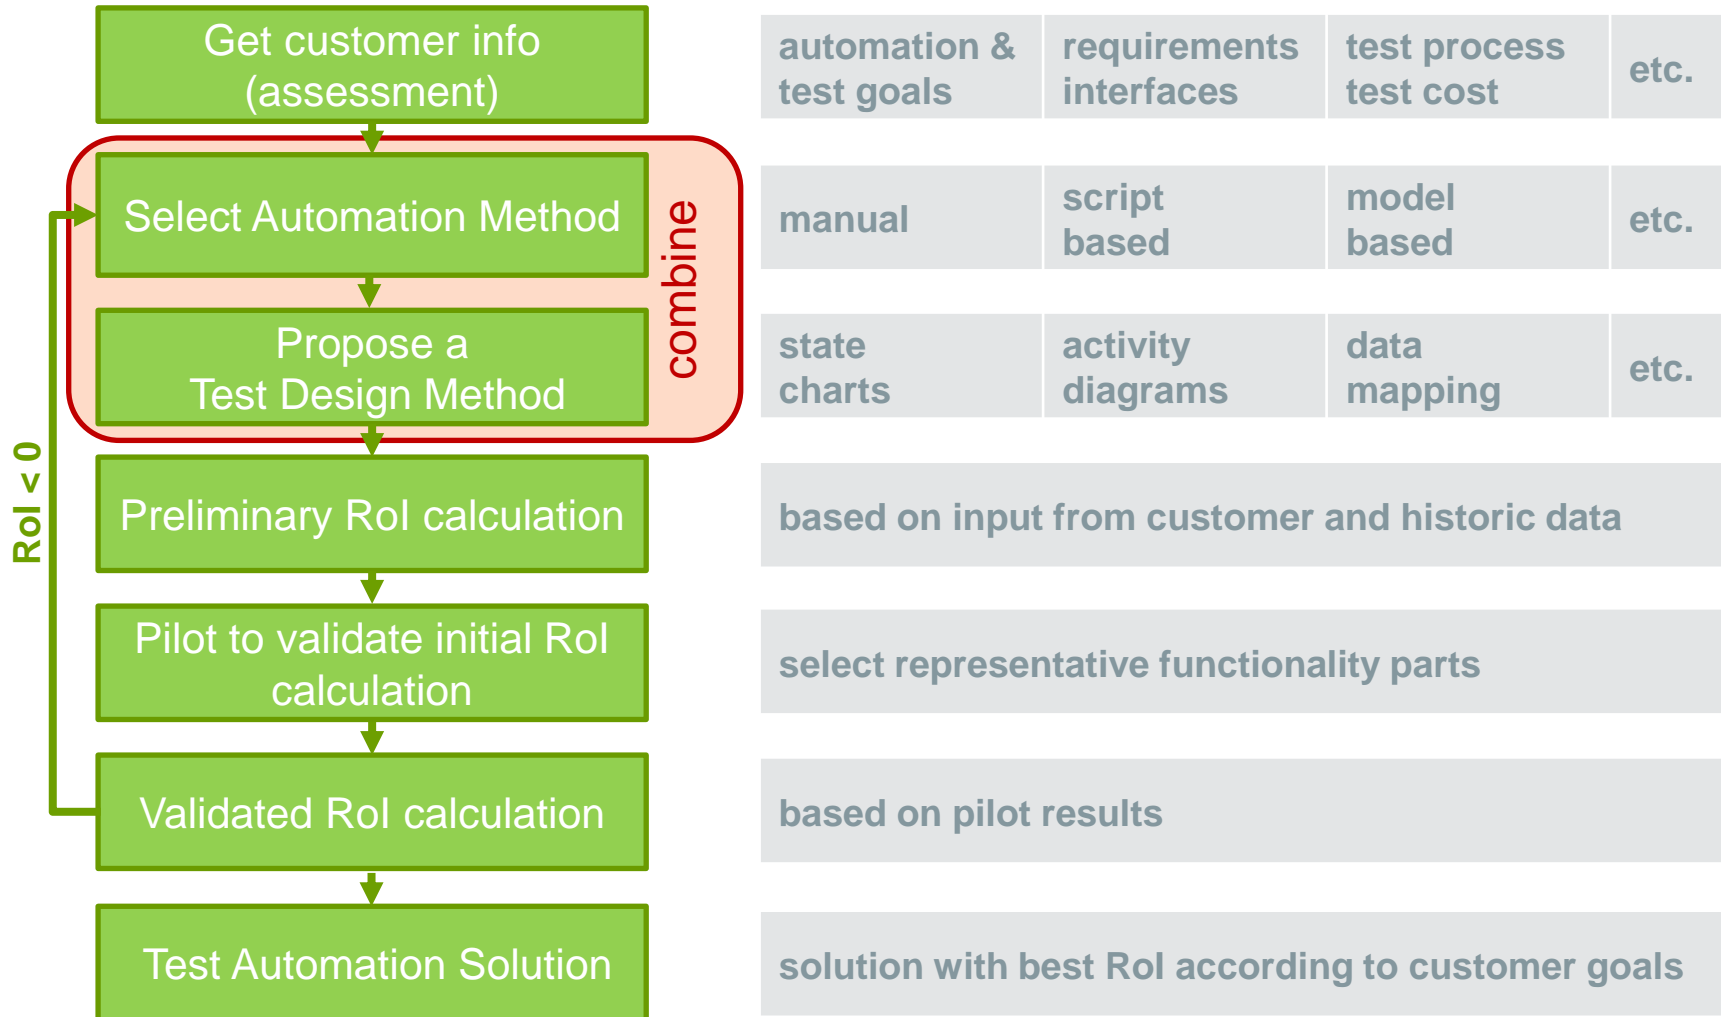 Get customer info
(assessment)
automation &
test goals
requirements
interfaces
test process
test cost
etc.
Select Automation Method
combine
manual
script
based
model
based
etc.
Propose a
Test Design Method
state
charts
activity
diagrams
data
mapping
etc.
RoI < 0
Preliminary RoI calculation
based on input from customer and historic data
Pilot to validate initial RoI
calculation
select representative functionality parts
Validated RoI calculation
based on pilot results
Test Automation Solution
solution with best RoI according to customer goals